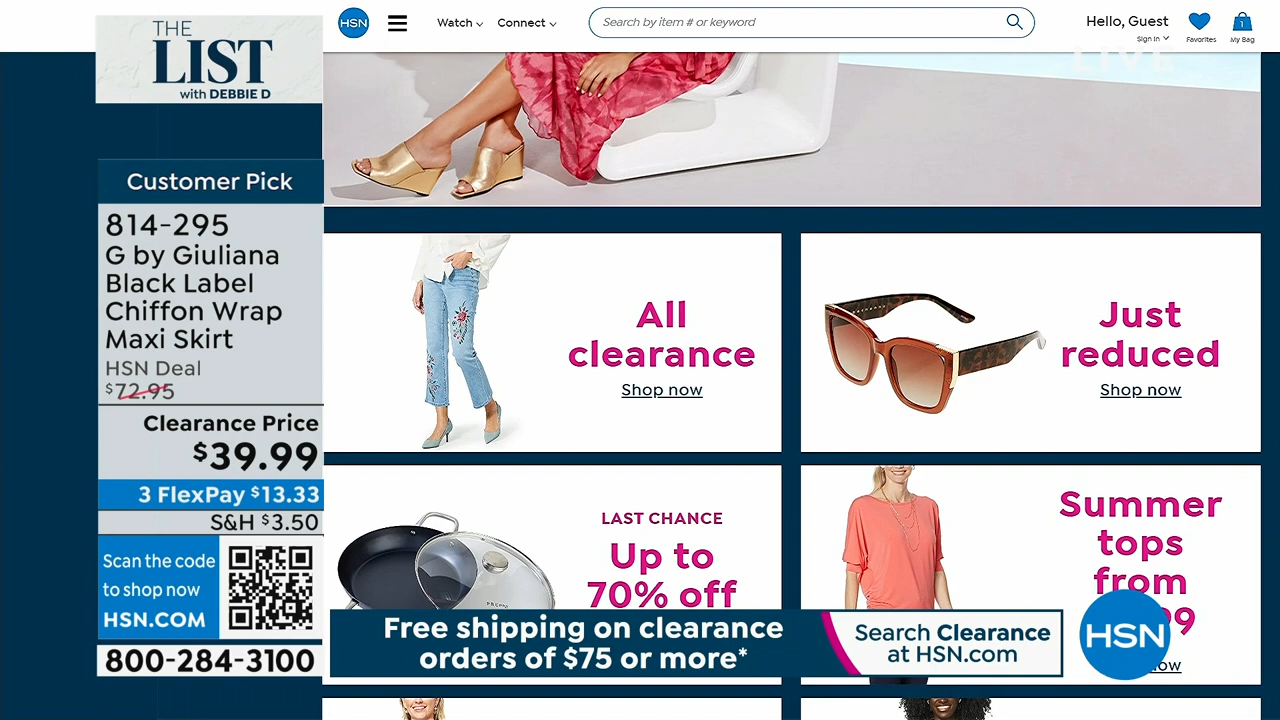 THE
LIST
with DEBBIE D
Customer Pick
814-295
G by Giuliana
Black Label
Chiffon Wrap
Maxi Skirt
HSN Deal
$72.95
Clearance Price
$39.99
3 FlexPay $13.33
S&H $3.50
Scan the code
to shop now
HSN.COM
800-284-3100
HSN
Watch
Connect
Search by item # or keyword
Hello, Guest
Sign In
Favorites
1
My Bag
LIVE
All
clearance
Shop now
Just
reduced
Shop now
LAST CHANCE
Up to
70% off
Summer
tops
from
Free shipping on clearance
orders of $75 or more*
Search Clearance
at HSN.com
HSN